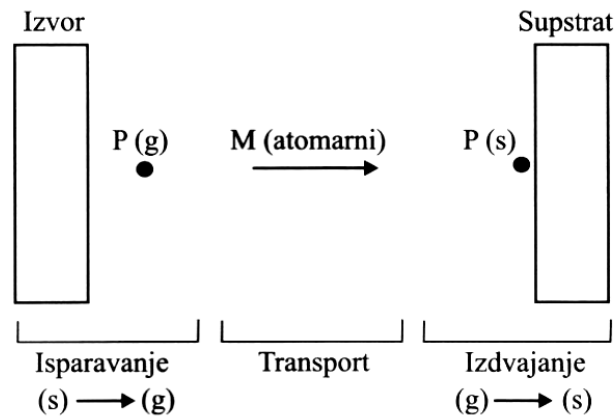 Izvor
Supstrat
P (g)
M (atomarni)
P (s)
Isparavanje
Transport
Izdvajanje
(s) → (g)
(g) → (s)